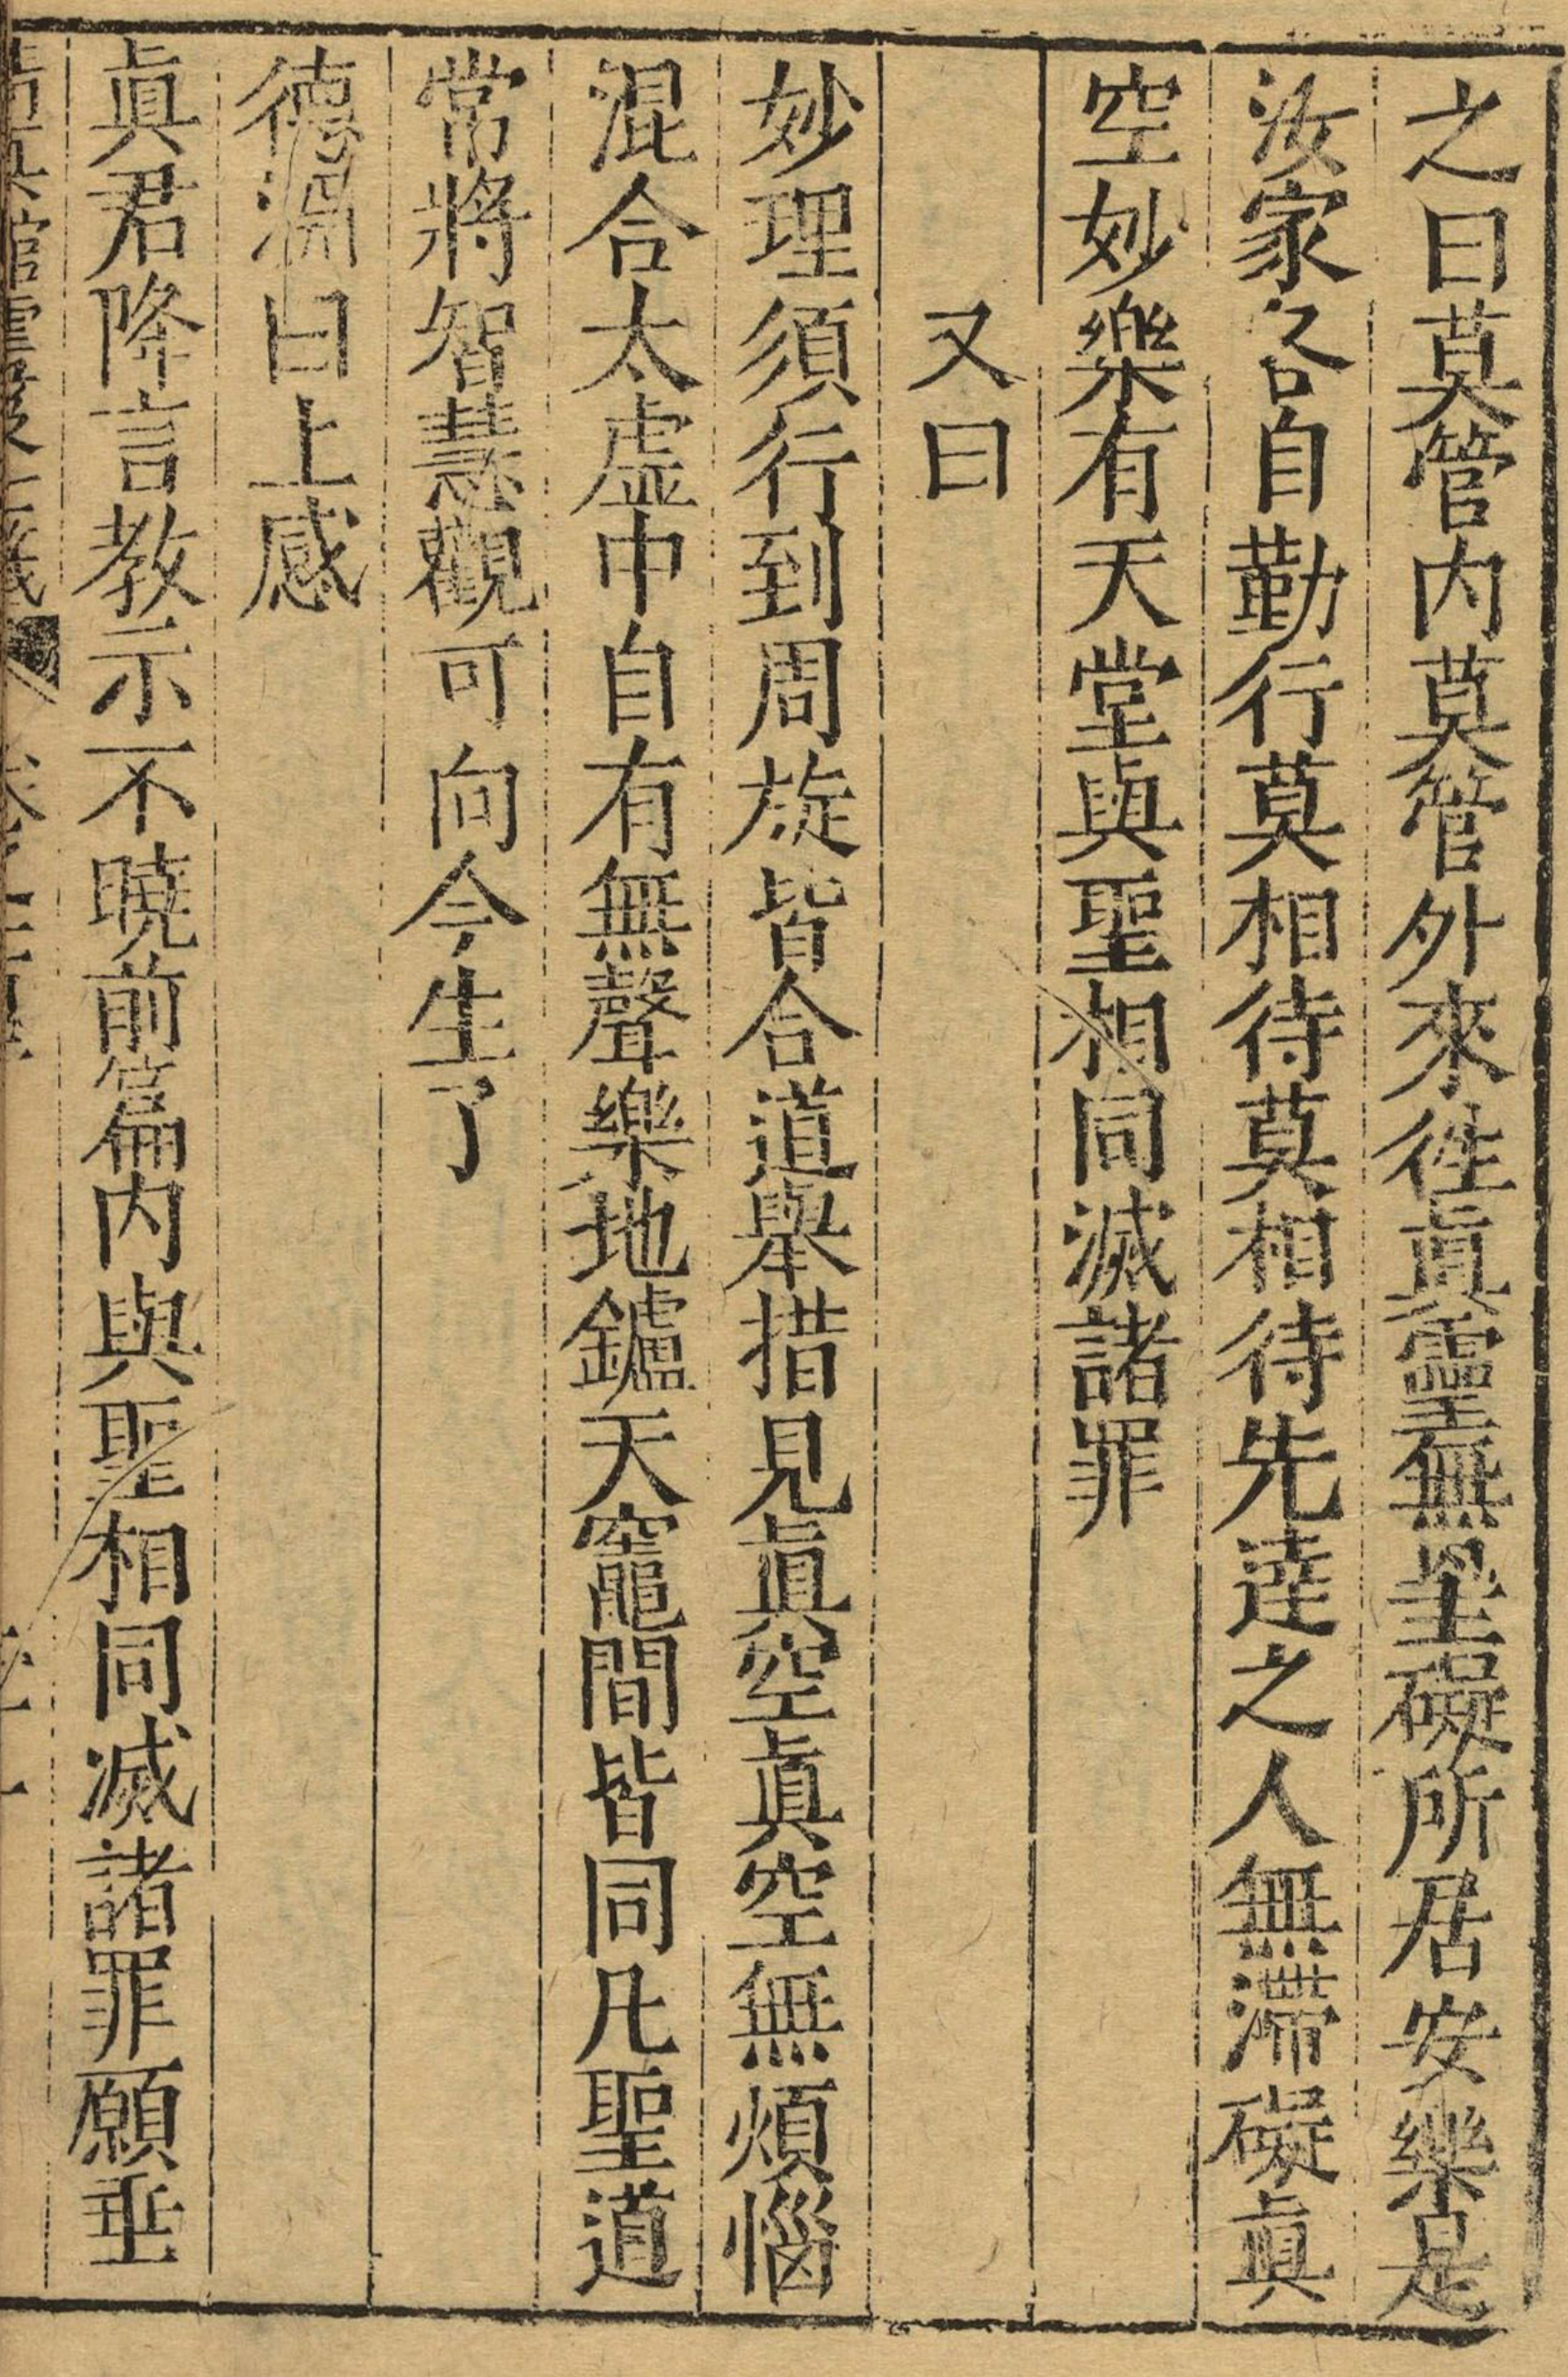 之曰莫管内莫管外來徃眞靈無罣礙所居安樂是
汝家各自勤行莫相待莫相待先達之人無滯礙眞
空妙樂有天堂與聖相同滅諸罪
又曰
妙理須行到周旋皆合道舉措見眞空眞空無煩惱
混合太虛中自有無聲樂地鑪天竈間皆同凡聖道
常將智慧觀可向今生了
德淵曰上感
眞君降言教示不曉前篇内與聖相同滅諸罪願垂